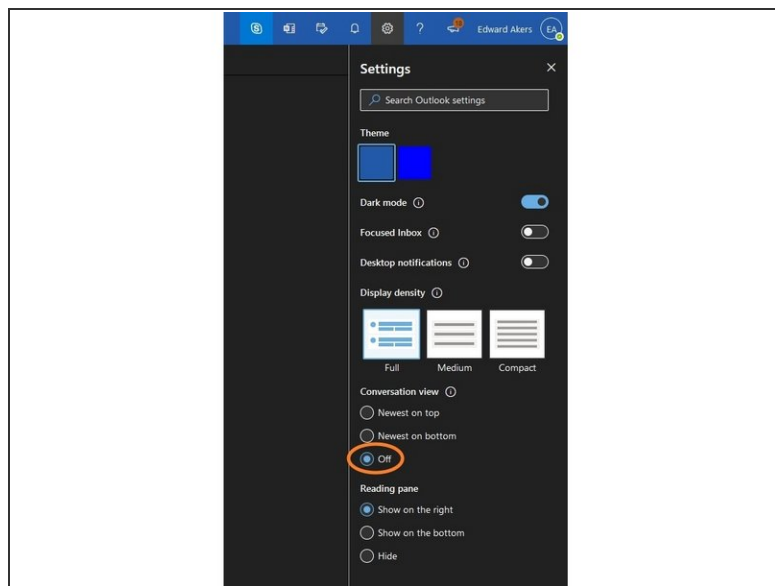 Edward Akers EA
Settings
Search Outlook settings
Theme
Dark mode
Focused Inbox
Desktop notifications
Display density
Full Medium Compact
Conversation view
Newest on top
Newest on bottom
Off
Reading pane
Show on the right
Show on the bottom
Hide